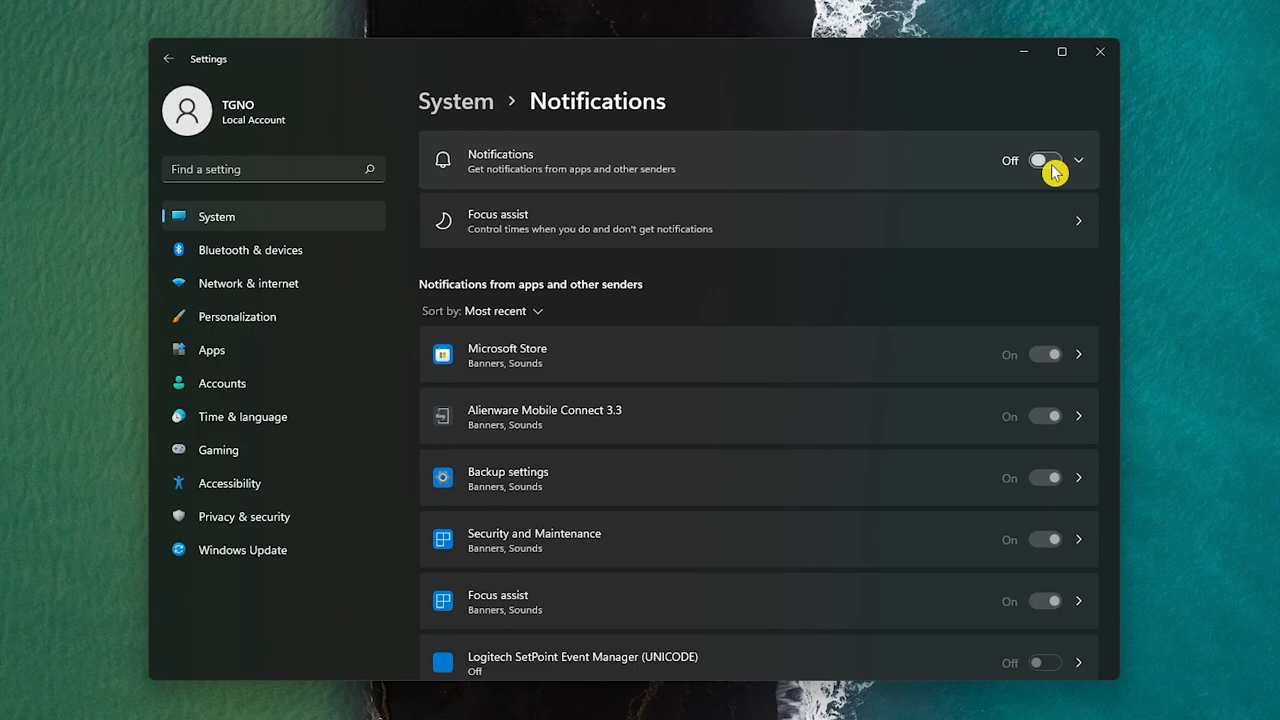 Settings
TGNO
Local Account
Find a setting
System
Bluetooth & devices
Network & internet
Personalization
Apps
Accounts
Time & language
Gaming
Accessibility
Privacy & security
Windows Update
System > Notifications
Notifications
Get notifications from apps and other senders
Off
Focus assist
Control times when you do and don't get notifications
Notifications from apps and other senders
Sort by: Most recent
Microsoft Store
Banners, Sounds
On
Alienware Mobile Connect 3.3
Banners, Sounds
On
Backup settings
Banners, Sounds
On
Security and Maintenance
Banners, Sounds
On
Focus assist
Banners, Sounds
On
Logitech SetPoint Event Manager (UNICODE)
Off
Off